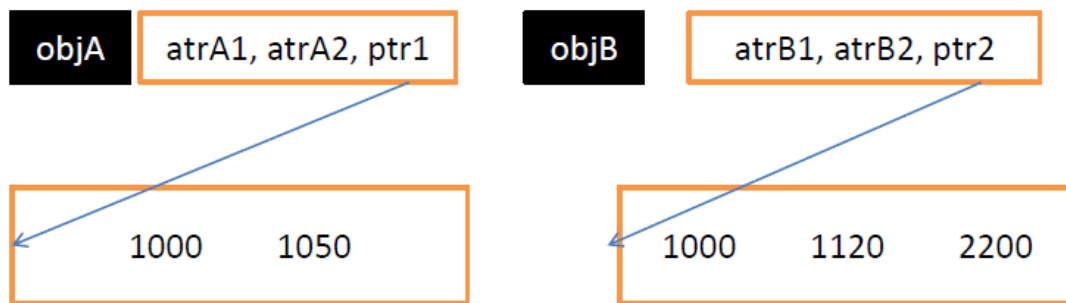 objA atrA1, atrA2, ptr1 objB atrB1, atrB2, ptr2
1000 1050 1000 1120 2200